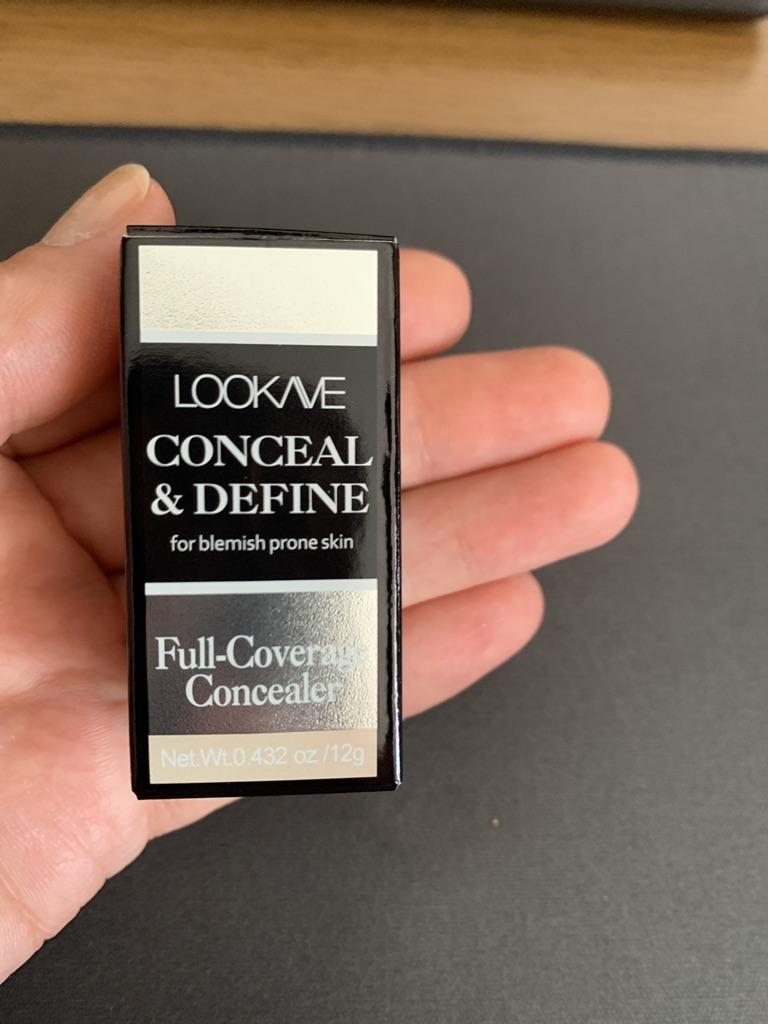 LOOKAVE
CONCEAL
& DEFINE
for blemish prone skin
Full-Coverage
Concealer
Net.Wt.0.432 oz /12g